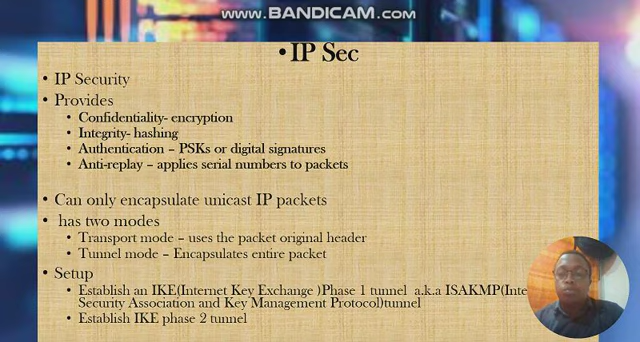 www.BANDICAM.com
• IP Sec
• IP Security
• Provides
• Confidentiality- encryption
• Integrity- hashing
• Authentication – PSKs or digital signatures
• Anti-replay – applies serial numbers to packets
• Can only encapsulate unicast IP packets
• has two modes
• Transport mode – uses the packet original header
• Tunnel mode – Encapsulates entire packet
• Setup
• Establish an IKE(Internet Key Exchange )Phase 1 tunnel a.k.a ISAKMP(Inte
Security Association and Key Management Protocol)tunnel
• Establish IKE phase 2 tunnel